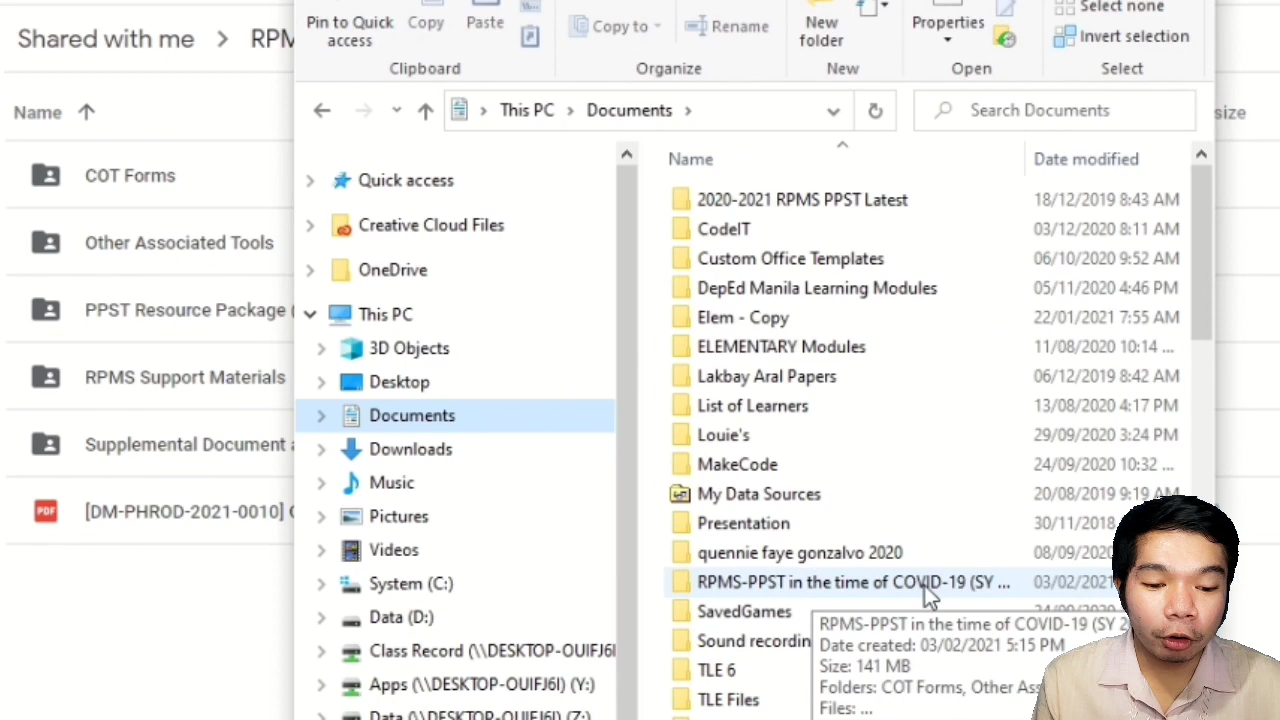 Shared with me > RPM
Name
COT Forms
Other Associated Tools
PPST Resource Package (
RPMS Support Materials
Supplemental Document a
PDF
[DM-PHROD-2021-0010]
size
Pin to Quick access
Copy
Paste
Clipboard
Copy to
Rename
Organize
New folder
New
Properties
Open
Select none
Invert selection
Select
This PC > Documents >
Search Documents
Quick access
Creative Cloud Files
OneDrive
This PC
3D Objects
Desktop
Documents
Downloads
Music
Pictures
Videos
System (C:)
Data (D:)
Class Record (\\DESKTOP-OUIFJ6I
Apps (\\DESKTOP-OUIFJ6I) (Y:)
Data (\\DESKTOP-OUIFJ6I) (Z:)
Name Date modified
2020-2021 RPMS PPST Latest 18/12/2019 8:43 AM
CodeIT 03/12/2020 8:11 AM
Custom Office Templates 06/10/2020 9:52 AM
DepEd Manila Learning Modules 05/11/2020 4:46 PM
Elem - Copy 22/01/2021 7:55 AM
ELEMENTARY Modules 11/08/2020 10:14 ...
Lakbay Aral Papers 06/12/2019 8:42 AM
List of Learners 13/08/2020 4:17 PM
Louie's 29/09/2020 3:24 PM
MakeCode 24/09/2020 10:32 ...
My Data Sources 20/08/2019 9:19 AM
Presentation 30/11/2018
quennie faye gonzalvo 2020 08/09/2020
RPMS-PPST in the time of COVID-19 (SY ... 03/02/2021
SavedGames 24/09/2020
Sound recordin
TLE 6
TLE Files
RPMS-PPST in the time of COVID-19 (SY 2
Date created: 03/02/2021 5:15 PM
Size: 141 MB
Folders: COT Forms, Other Ass
Files: ...